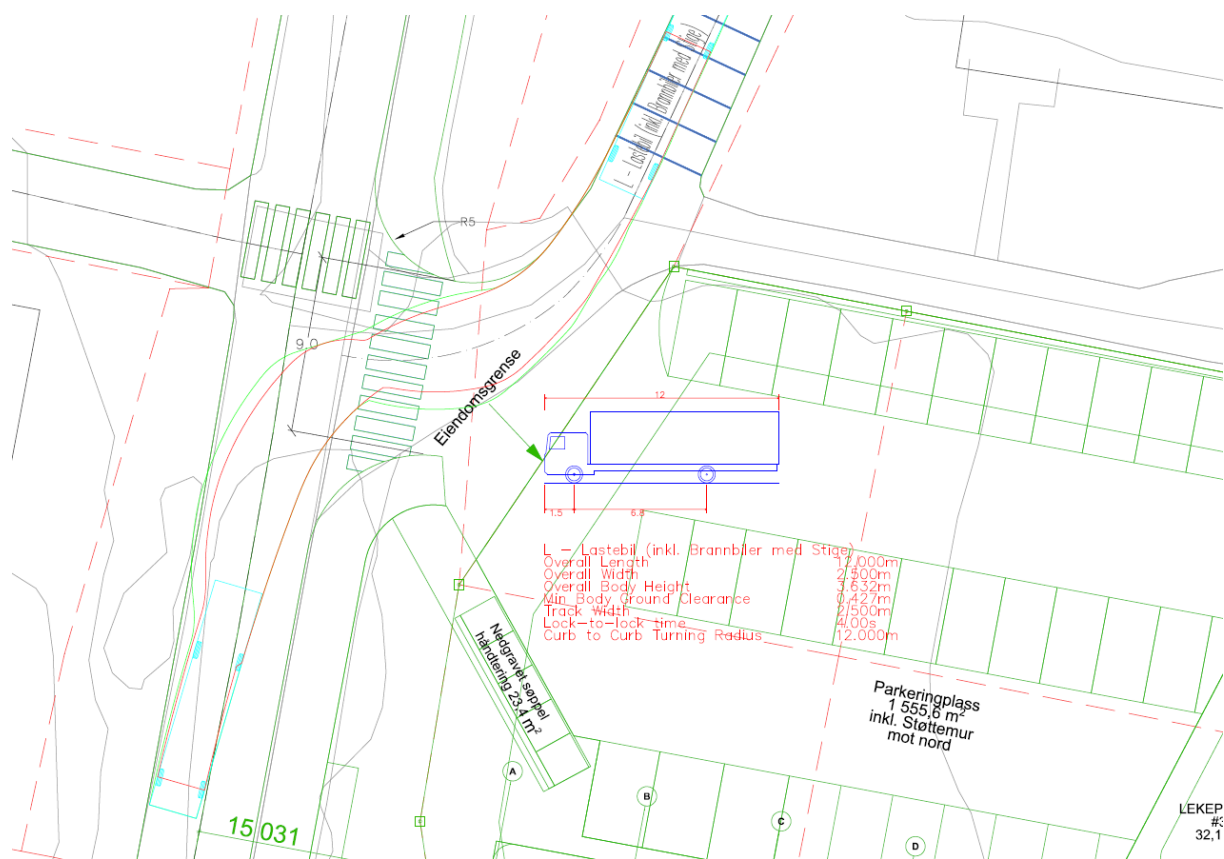 L - Lastebil (inkl. Brannbiler med Stige)
R5
9.0
Eiendomsgrense
12
1.5
6.8
L - Lastebil (inkl. Brannbiler med Stige)
Overall Length 12.000m
Overall Width 2.500m
Overall Body Height 3.632m
Min Body Ground Clearance 0.427m
Track Width 2.500m
Lock-to-lock time 4.00s
Curb to Curb Turning Radius 12.000m
Nedgravet søppel
håndtering 23,4 m²
Parkeringplass
1 555,6 m²
inkl. Støttemur
mot nord
A
B
C
D
15 031
LEKEP
#3
32,1